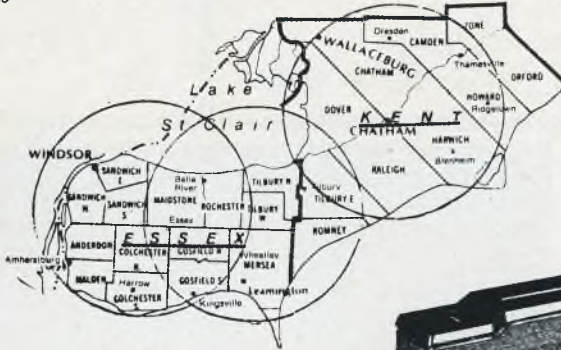 ZONE
Dresden
CAMDEN
WALLACEBURG
Thamesville
CHATHAM
ORFORD
Lake
HOWARD
DOVER
Ridgetown
KENT
St Clair
CHATHAM
HARWICH
Blenheim
WINDSOR
SANDWICH
E
Belle
River
TILBURY N
RALEIGH
TILBURY E
SANDWICH
W
SANDWICH
S
MAIDSTONE
ROCHESTER
TILBURY
W
Essex
ROMNEY
ANDERDON
ESSEX
Amherstburg
COLCHESTER
N
GOSFIELD N
Wheatley
MERSEA
MALDEN
Harrow
GOSFIELD S
Leamington
COLCHESTER
S
Kingsville